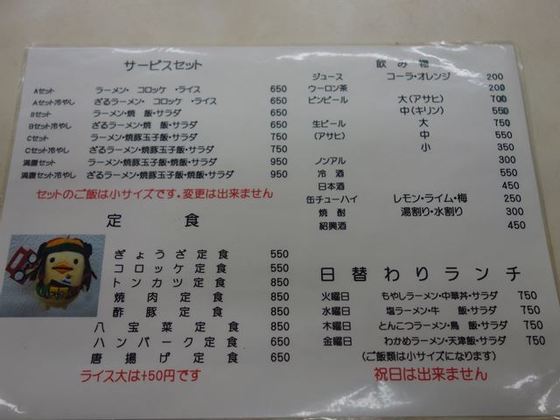 サービスセット
Aセット ラーメン・コロッケ・ライス 650
Aセット冷やし ざるラーメン・コロッケ・ライス 650
Bセット ラーメン・焼飯・サラダ 650
Bセット冷やし ざるラーメン・焼飯・サラダ 650
Cセット ラーメン・焼豚玉子飯・サラダ 750
Cセット冷やし ざるラーメン・焼豚玉子飯・サラダ 750
満腹セット ラーメン・焼豚玉子飯・焼飯・サラダ 950
満腹セット冷やし ざるラーメン・焼豚玉子飯・焼飯・サラダ 950
セットのご飯は小サイズです。変更は出来ません
定食
ぎょうざ定食 550
コロッケ定食 550
トンカツ定食 850
焼肉定食 850
酢豚定食 850
八宝菜定食 850
ハンバーク定食 850
唐揚げ定食 850
ライス大は+50円です
飲み物
ジュース コーラ・オレンジ 200
ウーロン茶 200
ビンビール 大(アサヒ) 700
中(キリン) 550
生ビール 大 750
(アサヒ) 中 550
小 350
ノンアル 300
冷酒 550
日本酒 450
缶チューハイ レモン・ライム・梅 250
焼酎 湯割り・水割り 300
紹興酒 450
日替わりランチ
火曜日 もやしラーメン・中華丼・サラダ 750
水曜日 塩ラーメン・牛飯・サラダ 750
木曜日 とんこつラーメン・鳥飯・サラダ 750
金曜日 わかめラーメン・天津飯・サラダ 750
(ご飯類は小サイズになります)
祝日は出来ません